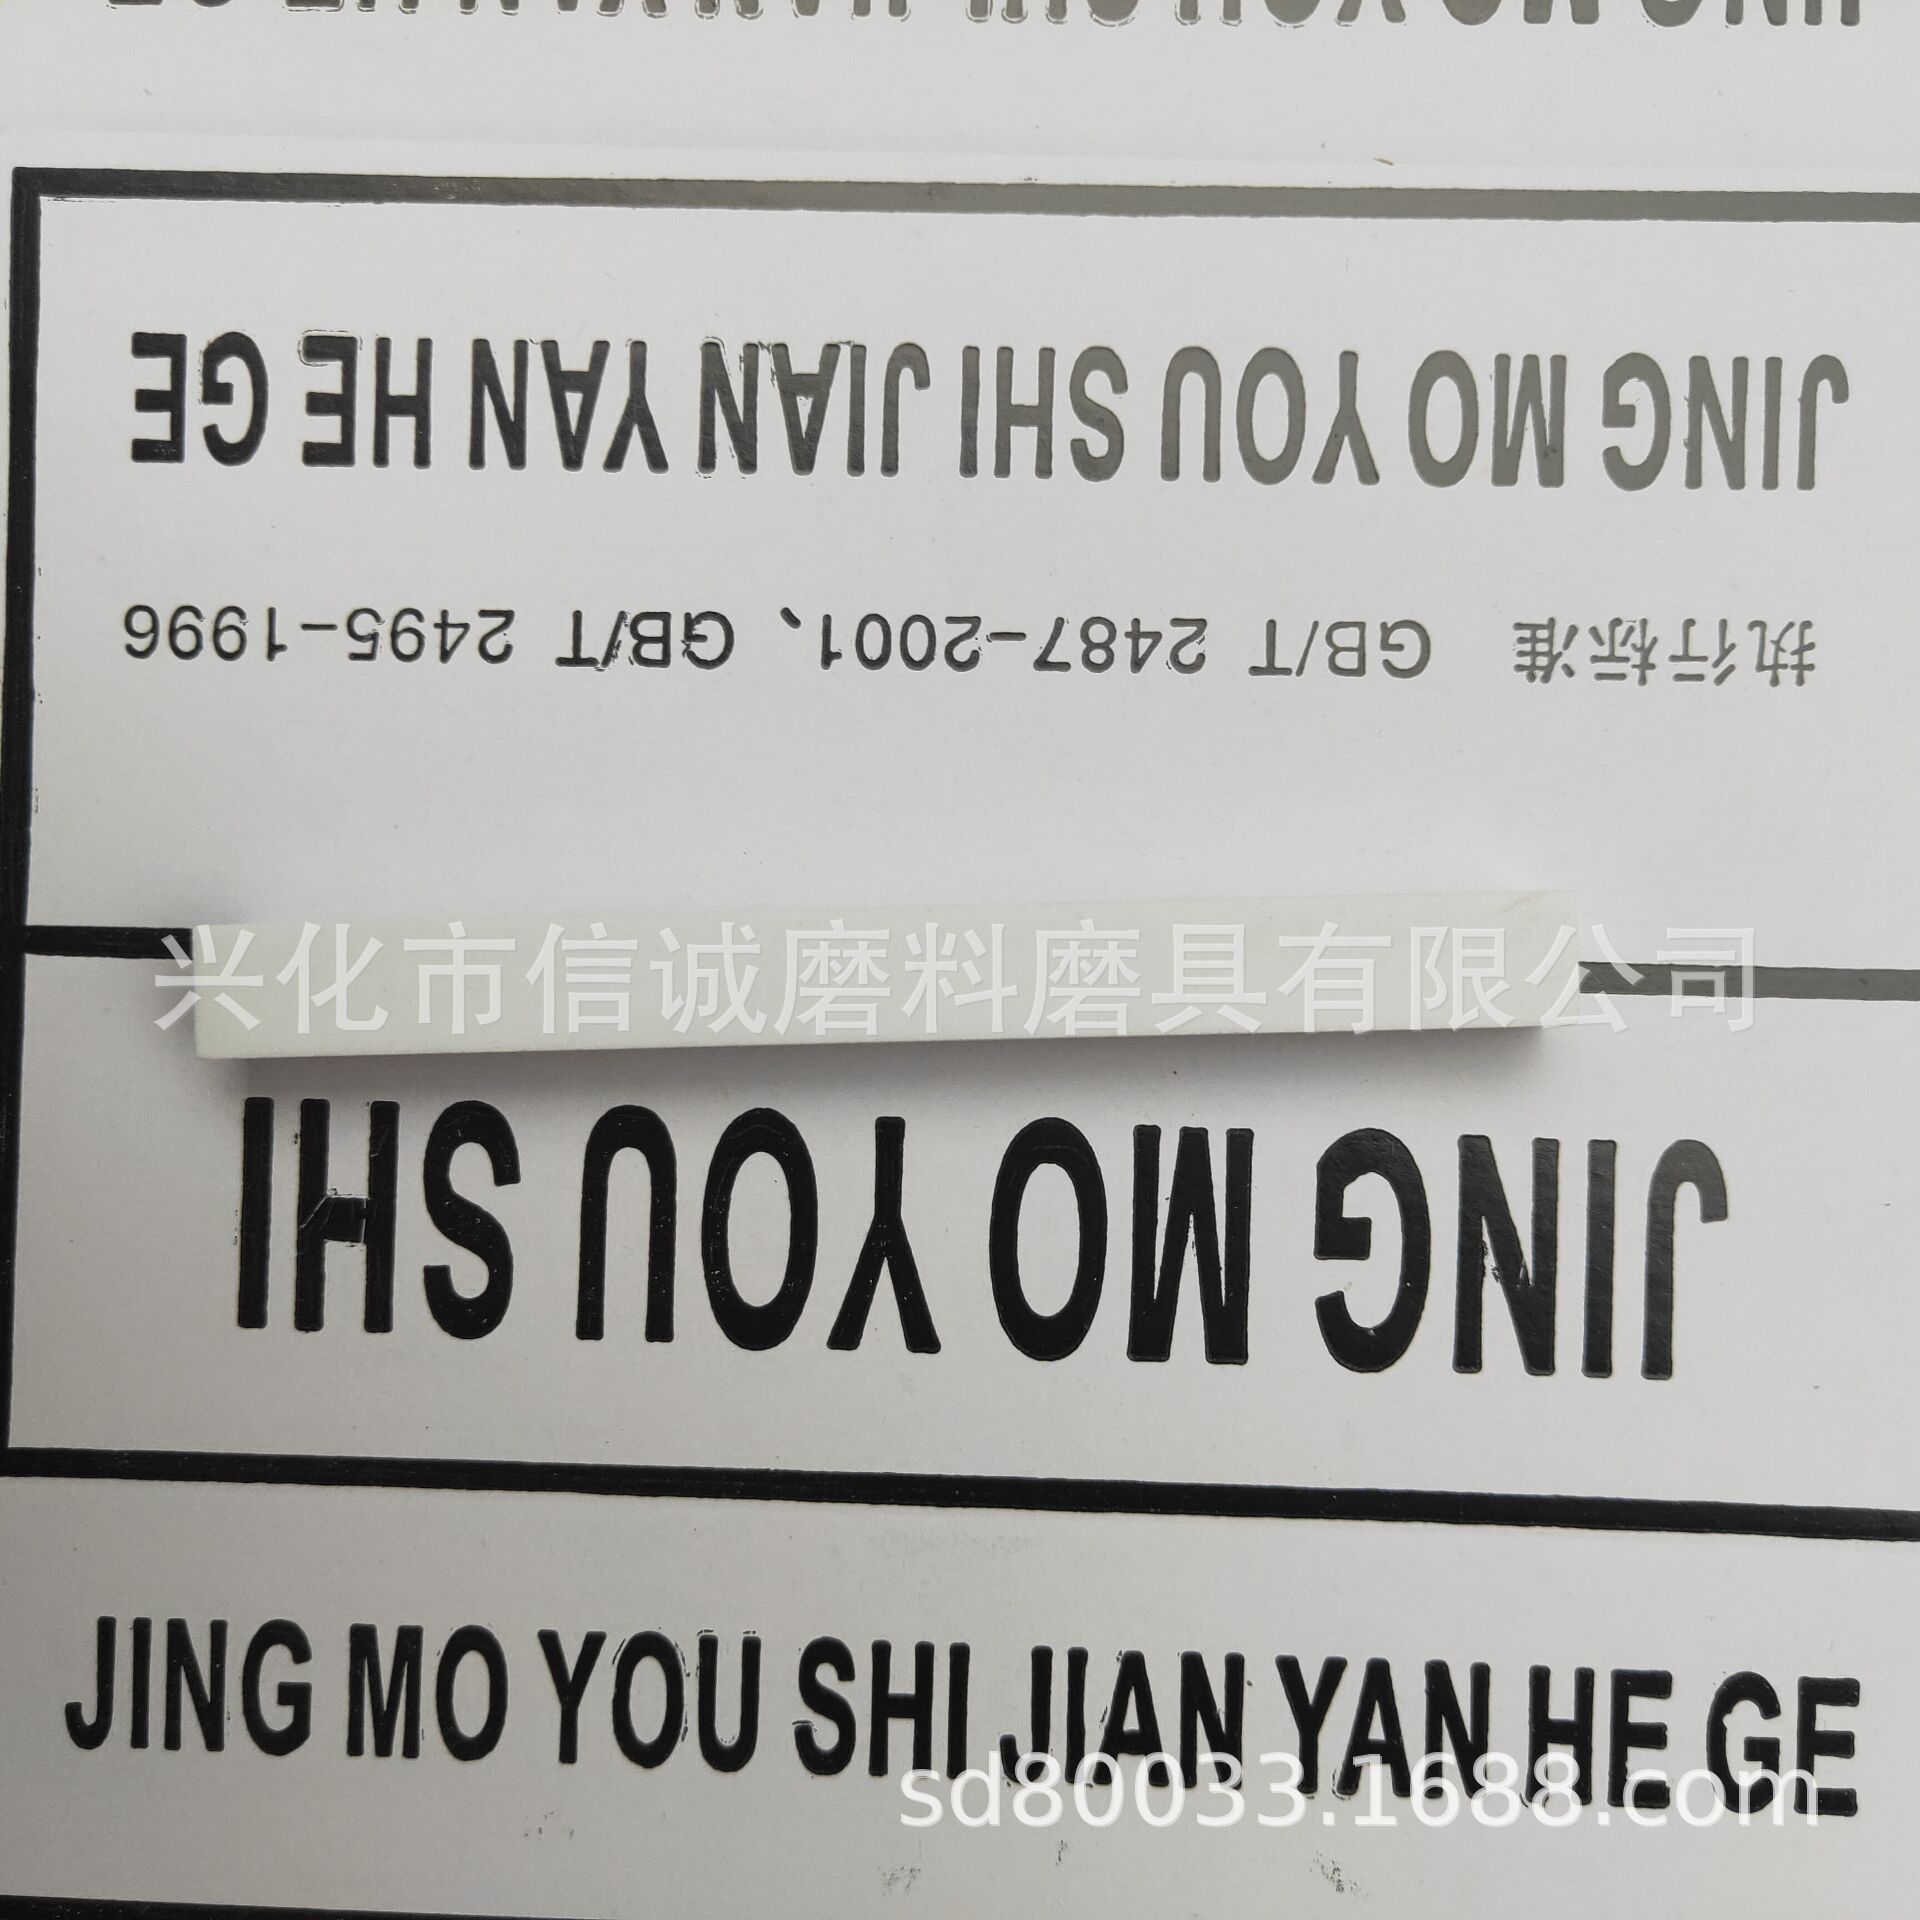 JING MO YOU SHI JIAN YAN HE GE
执行标准 GB/T 2487-2001、GB/T 2495-1996
兴化市信诚磨料磨具有限公司
JING MO YOU SHI
JING MO YOU SHI JIAN YAN HE GE
sd80033.1688.com